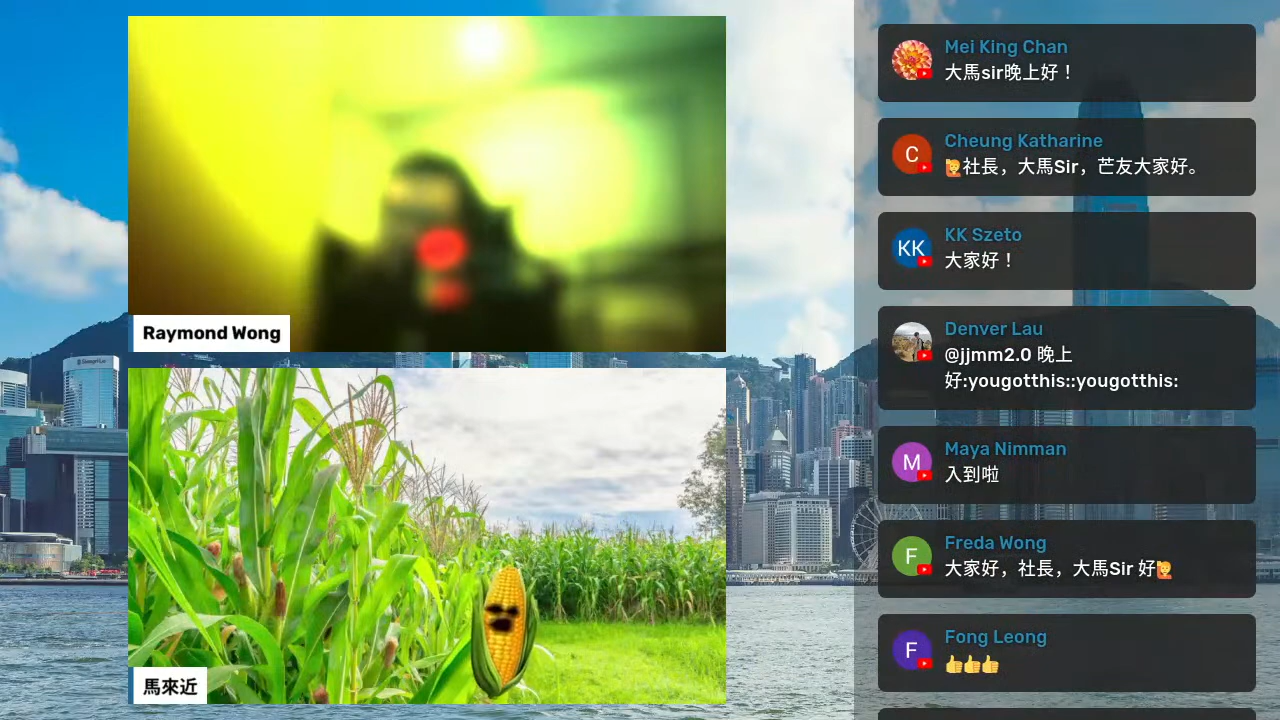 Raymond Wong
馬來近
Mei King Chan
大馬sir晚上好！
C
Cheung Katharine
🙋社長，大馬Sir，芒友大家好。
KK
KK Szeto
大家好！
Denver Lau
@jjmm2.0 晚上
好:yougotthis::yougotthis:
M
Maya Nimman
入到啦
F
Freda Wong
大家好，社長，大馬Sir 好🙋
F
Fong Leong
👍👍👍